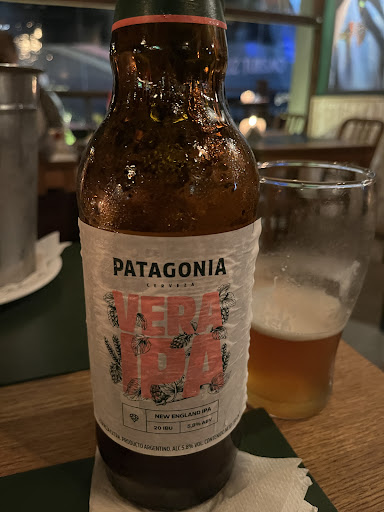 PATAGONIA
CERVEZA
VERA
IPA
NEW ENGLAND IPA
20 IBU 5,8% ABV
PRODUCTO ARGENTINO. ALC 5.8% VOL.